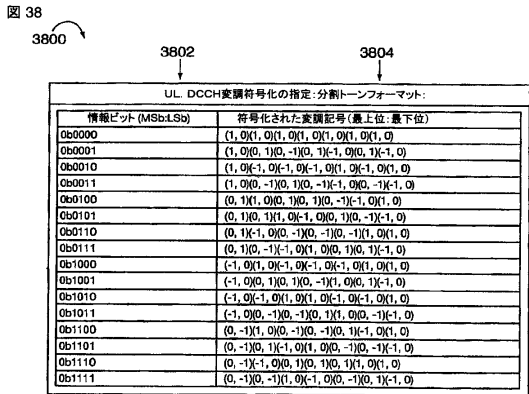 図 38
3800
3802 3804
UL. DCCH変調符号化の指定:分割トーンフォーマット:
情報ビット (MSb:LSb) 符号化された変調記号(最上位:最下位)
0b0000 (1, 0)(1, 0)(1, 0)(1, 0)(1, 0)(1, 0)(1, 0)
0b0001 (1, 0)(0, 1)(0, -1)(0, 1)(-1, 0)(0, 1)(-1, 0)
0b0010 (1, 0)(-1, 0)(-1, 0)(-1, 0)(1, 0)(-1, 0)(1, 0)
0b0011 (1, 0)(0, -1)(0, 1)(0, -1)(-1, 0)(0, -1)(-1, 0)
0b0100 (0, 1)(1, 0)(0, 1)(0, 1)(0, -1)(-1, 0)(1, 0)
0b0101 (0, 1)(0, 1)(1, 0)(-1, 0)(0, 1)(0, -1)(-1, 0)
0b0110 (0, 1)(-1, 0)(0, -1)(0, -1)(0, -1)(1, 0)(1, 0)
0b0111 (0, 1)(0, -1)(-1, 0)(1, 0)(0, 1)(0, 1)(-1, 0)
0b1000 (-1, 0)(1, 0)(-1, 0)(-1, 0)(-1, 0)(1, 0)(1, 0)
0b1001 (-1, 0)(0, 1)(0, 1)(0, -1)(1, 0)(0, 1)(-1, 0)
0b1010 (-1, 0)(-1, 0)(1, 0)(1, 0)(-1, 0)(-1, 0)(1, 0)
0b1011 (-1, 0)(0, -1)(0, -1)(0, 1)(1, 0)(0, -1)(-1, 0)
0b1100 (0, -1)(1, 0)(0, -1)(0, -1)(0, 1)(-1, 0)(1, 0)
0b1101 (0, -1)(0, 1)(-1, 0)(1, 0)(0, -1)(0, -1)(-1, 0)
0b1110 (0, -1)(-1, 0)(0, 1)(0, 1)(0, 1)(1, 0)(1, 0)
0b1111 (0, -1)(0, -1)(1, 0)(-1, 0)(0, -1)(0, 1)(-1, 0)